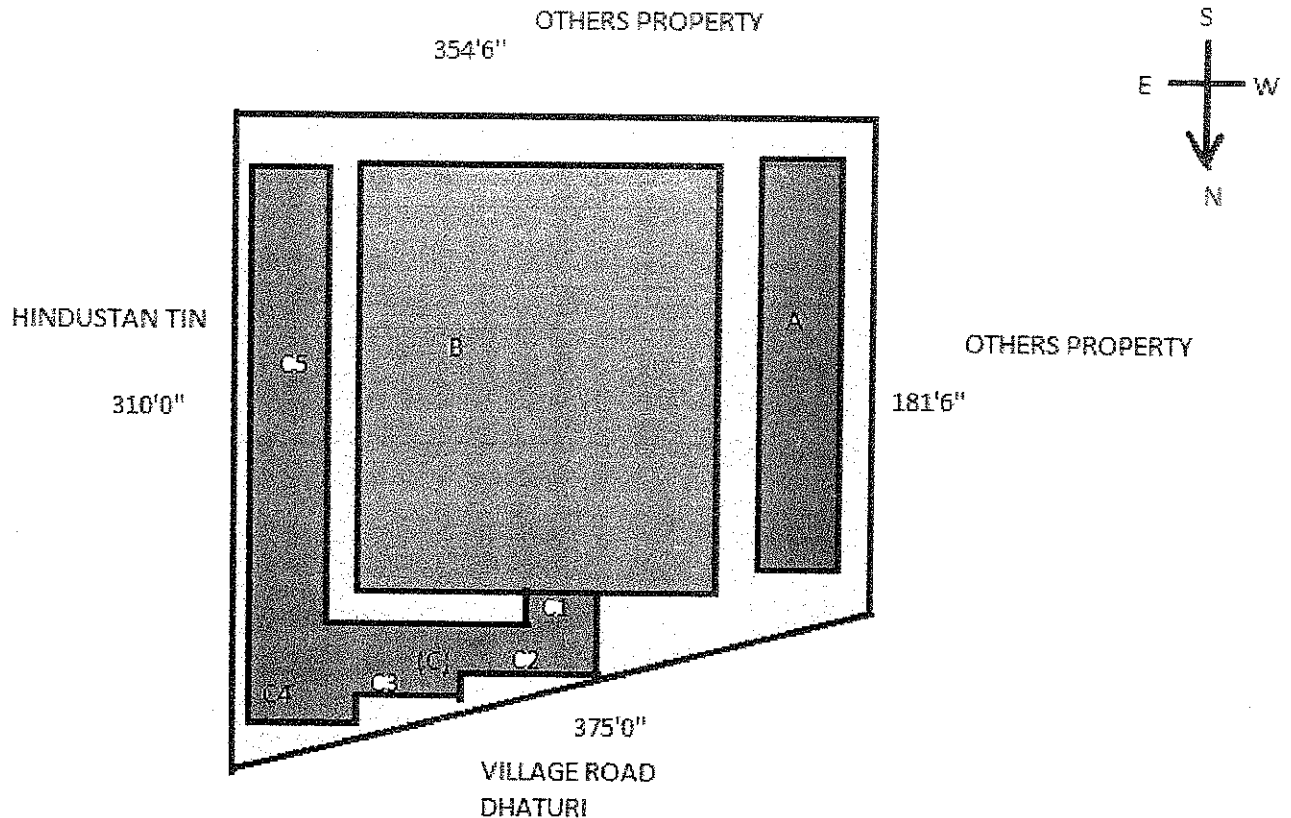 OTHERS PROPERTY
354'6"
S
E
W
N
HINDUSTAN TIN
310'0"
C5
B
A
OTHERS PROPERTY
181'6"
C1
(C)
C2
C3
C4
375'0"
VILLAGE ROAD
DHATURI